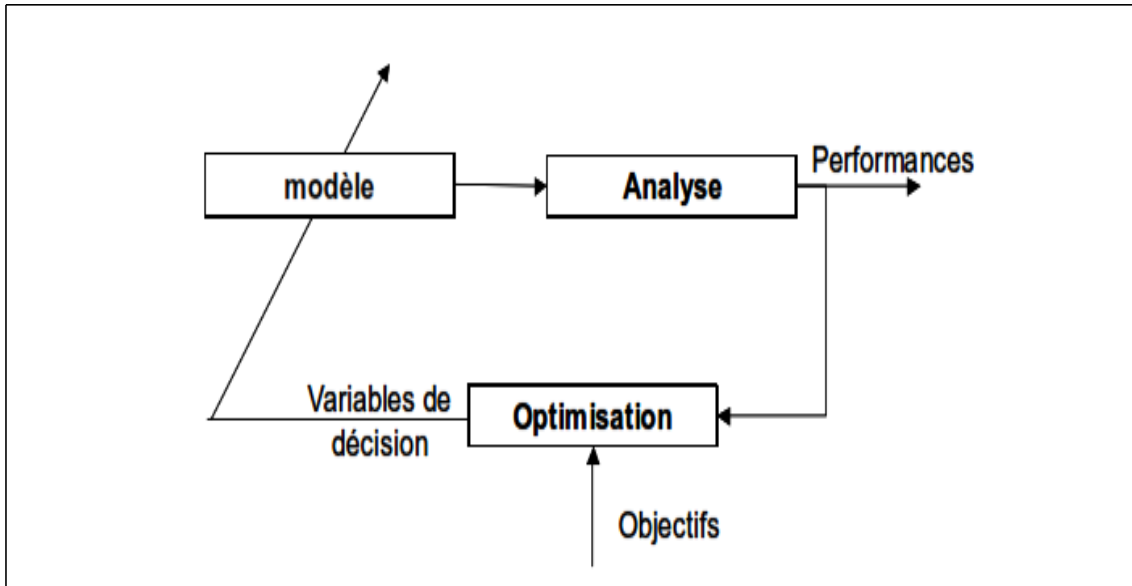 Performances
modèle
Analyse
Variables de
décision
Optimisation
Objectifs